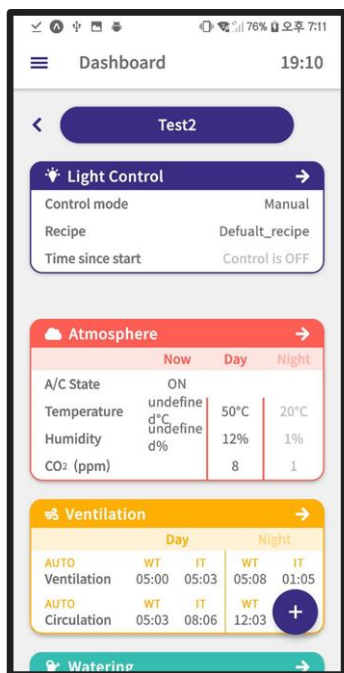 76% 오후 7:11
Dashboard 19:10
Test2
Light Control
Control mode Manual
Recipe Defualt_recipe
Time since start Control is OFF
Atmosphere
Now Day Night
A/C State ON
Temperature undefine d°C 50°C 20°C
Humidity undefine d% 12% 1%
CO2 (ppm) 8 1
Ventilation
Day Night
AUTO WT IT WT IT
Ventilation 05:00 05:03 05:08 01:05
AUTO WT IT WT
Circulation 05:03 08:06 12:03
+
Watering